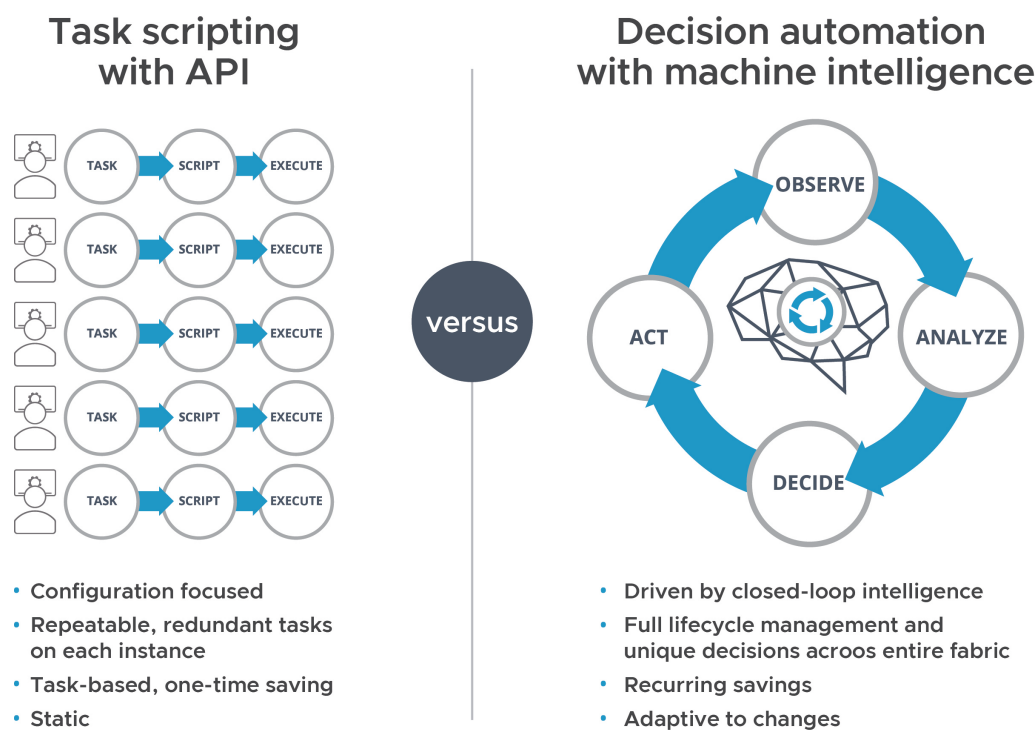 Task scripting
with API
TASK SCRIPT EXECUTE
TASK SCRIPT EXECUTE
TASK SCRIPT EXECUTE
TASK SCRIPT EXECUTE
TASK SCRIPT EXECUTE
• Configuration focused
• Repeatable, redundant tasks
on each instance
• Task-based, one-time saving
• Static
versus
Decision automation
with machine intelligence
OBSERVE
ANALYZE
DECIDE
ACT
• Driven by closed-loop intelligence
• Full lifecycle management and
unique decisions acroos entire fabric
• Recurring savings
• Adaptive to changes